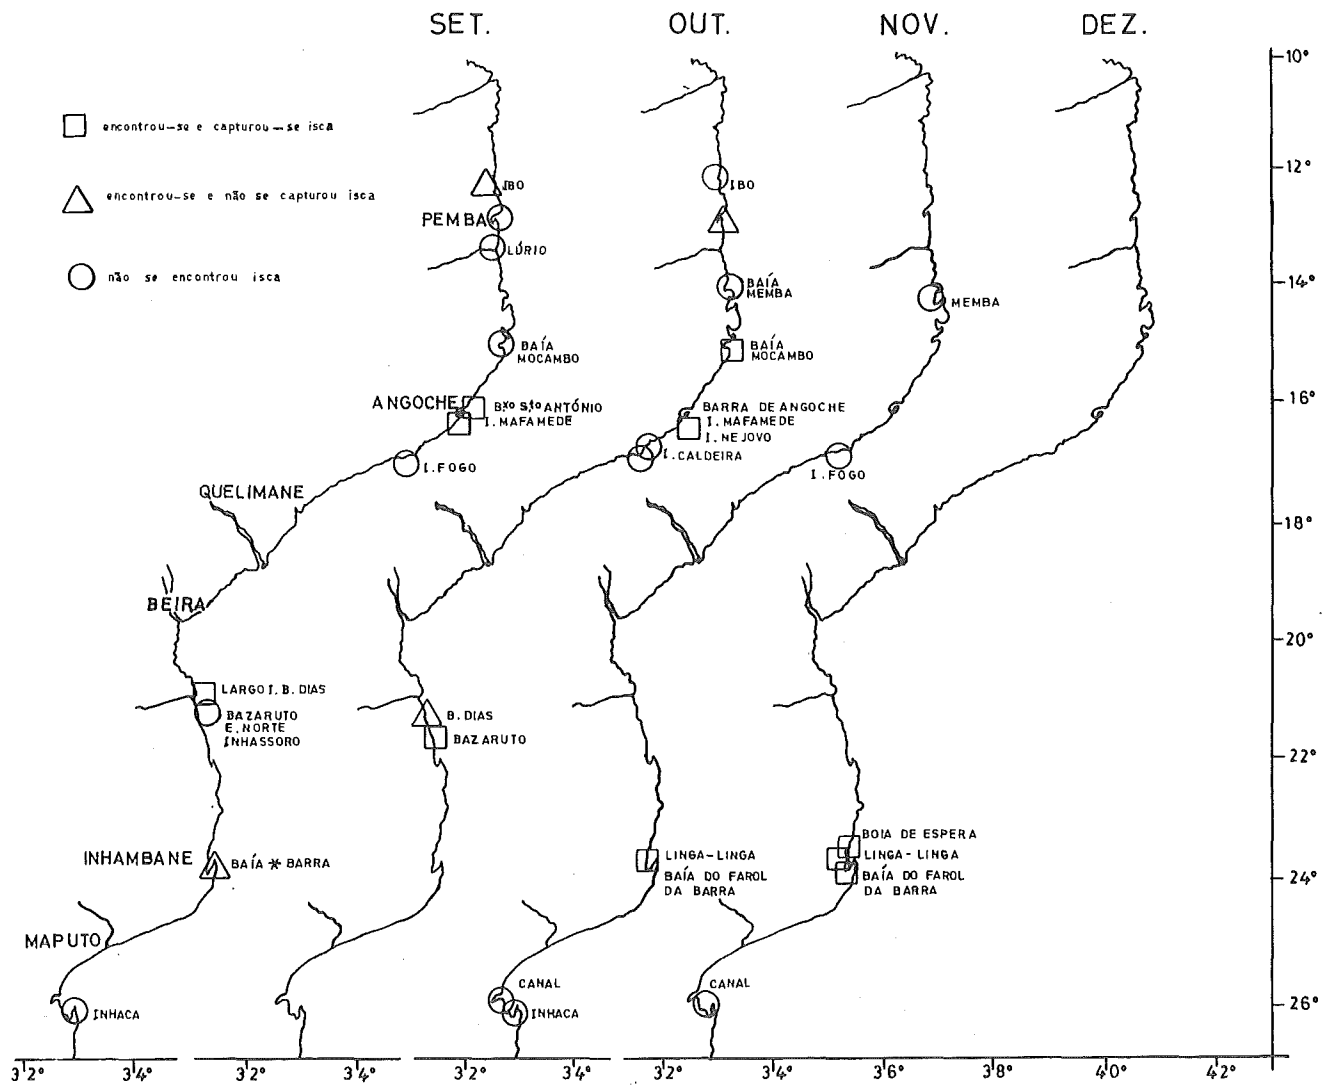 SET.
OUT.
NOV.
DEZ.
encontrou-se e capturou-se isca
encontrou-se e não se capturou isca
não se encontrou isca
IBO
PEMBA
LÚRIO
BAÍA
MOCAMBO
ANGOCHE
Bxo S.to ANTÓNIO
I. MAFAMEDE
I. FOGO
QUELIMANE
BEIRA
LARGO I. B. DIAS
BAZARUTO
E. NORTE
INHASSORO
INHAMBANE
BAÍA * BARRA
MAPUTO
INHACA
IBO
BAÍA
MEMBA
BAÍA
MOCAMBO
BARRA DE ANGOCHE
I. MAFAMEDE
I. NEJOVO
I. CALDEIRA
B. DIAS
BAZARUTO
MEMBA
I. FOGO
LINGA-LINGA
BAÍA DO FAROL
DA BARRA
CANAL
INHACA
BOIA DE ESPERA
LINGA-LINGA
BAÍA DO FAROL
DA BARRA
CANAL
10°
12°
14°
16°
18°
20°
22°
24°
26°
32° 34° 32° 34° 32° 34° 32° 34° 36° 38° 40° 42°